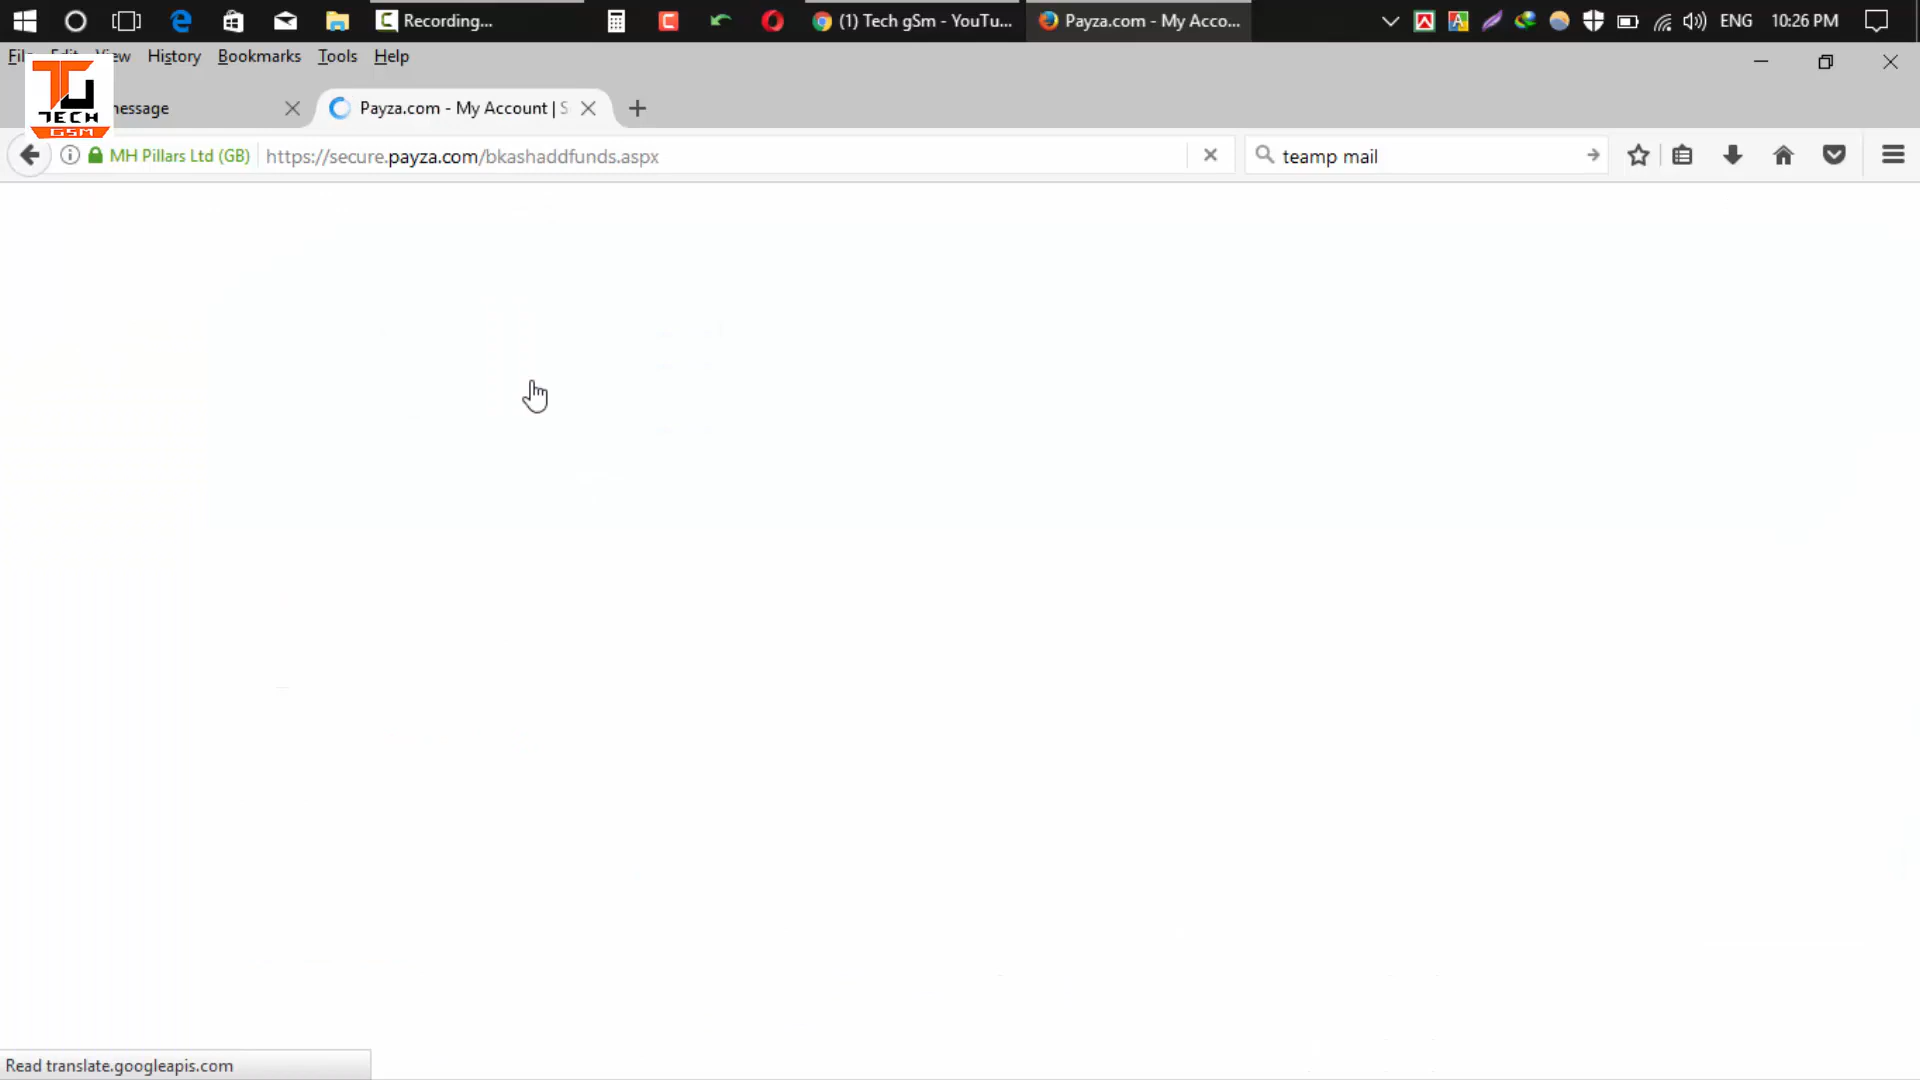 Recording...
(1) Tech gSm - YouTu...
Payza.com - My Acco...
ENG
10:26 PM
View History Bookmarks Tools Help
TECH
GSM
Payza.com - My Account | S
MH Pillars Ltd (GB)
https://secure.payza.com/bkashaddfunds.aspx
teamp mail
Read translate.googleapis.com